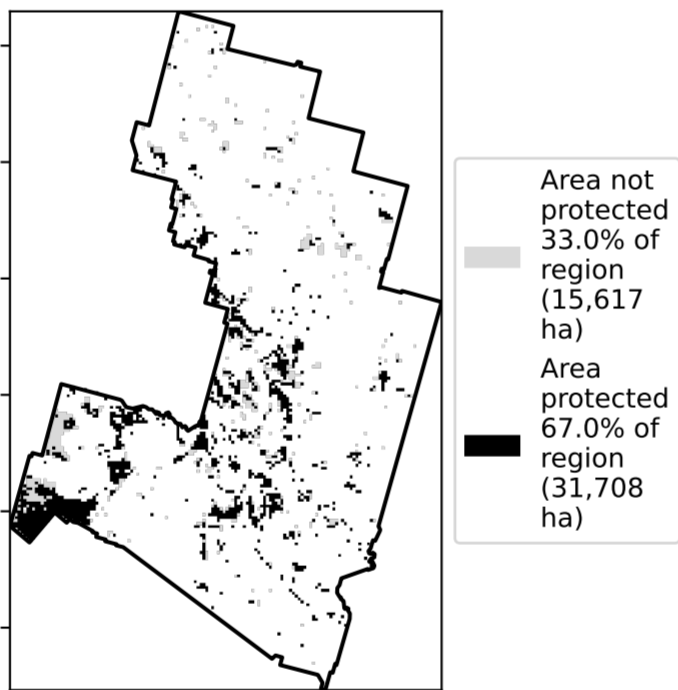 Area not
protected
33.0% of
region
(15,617
ha)
Area
protected
67.0% of
region
(31,708
ha)